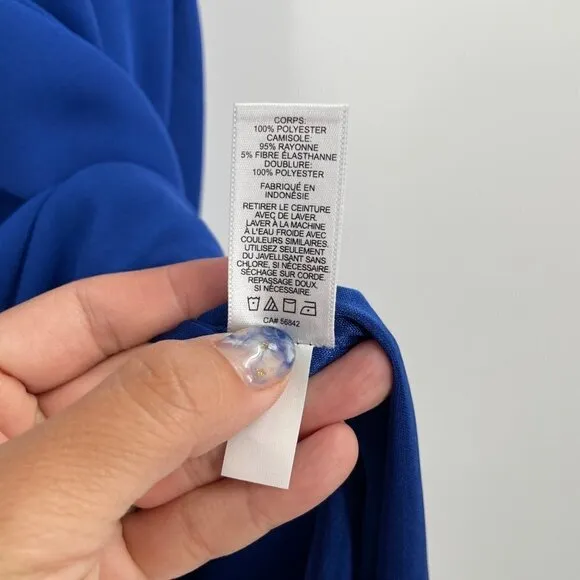 CORPS:
100% POLYESTER
CAMISOLE:
95% RAYONNE
5% FIBRE ÉLASTHANNE
DOUBLURE:
100% POLYESTER
FABRIQUÉ EN
INDONÉSIE
RETIRER LE CEINTURE
AVEC DE LAVER.
LAVER À LA MACHINE
À L'EAU FROIDE AVEC
COULEURS SIMILAIRES.
UTILISEZ SEULEMENT
DU JAVELLISANT SANS
CHLORE, SI NÉCESSAIRE.
SÉCHAGE SUR CORDE.
REPASSAGE DOUX,
SI NÉCESSAIRE.
CA# 56842